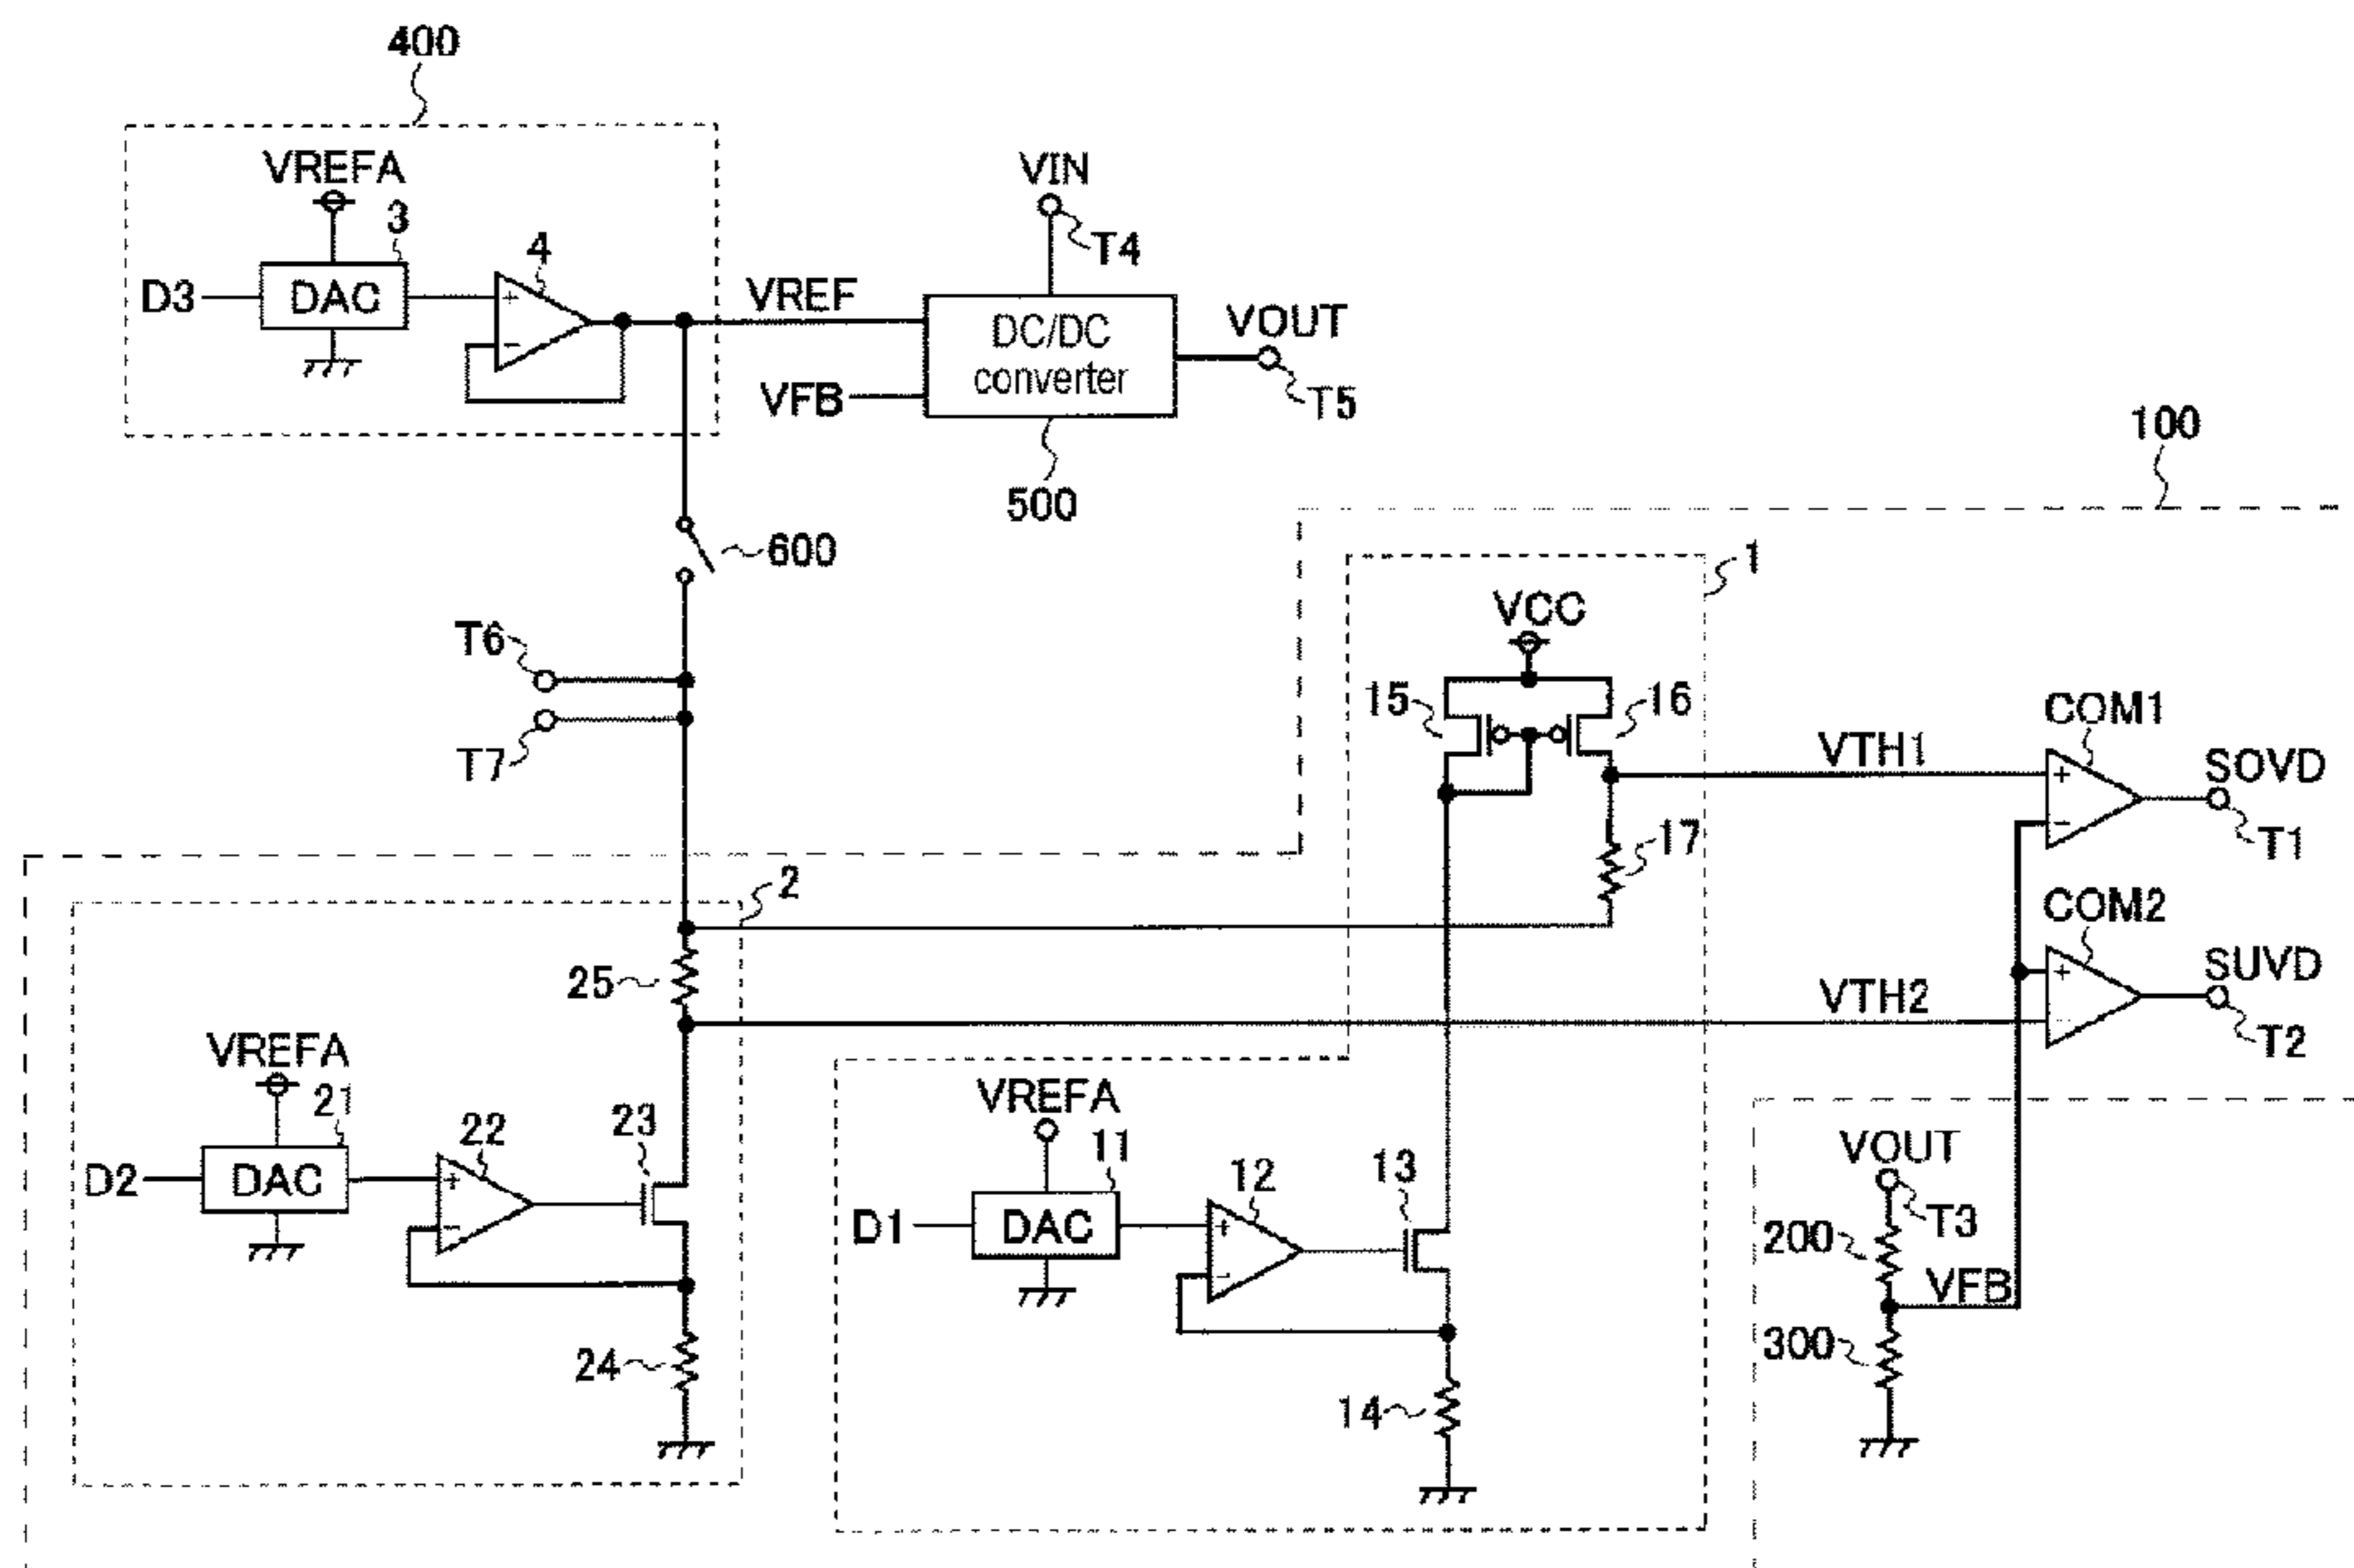 400
VREFA
3
4
D3
DAC
+
−
VREF
VFB
VIN
T4
DC/DC
converter
VOUT
T5
500
600
T6
T7
100
1
VCC
15
16
17
VTH1
COM1
+
−
SOVD
T1
COM2
VTH2
+
SUVD
T2
2
25
VREFA
21
D2
DAC
22
+
−
23
24
VREFA
11
D1
DAC
12
+
−
13
14
VOUT
T3
200
VFB
300